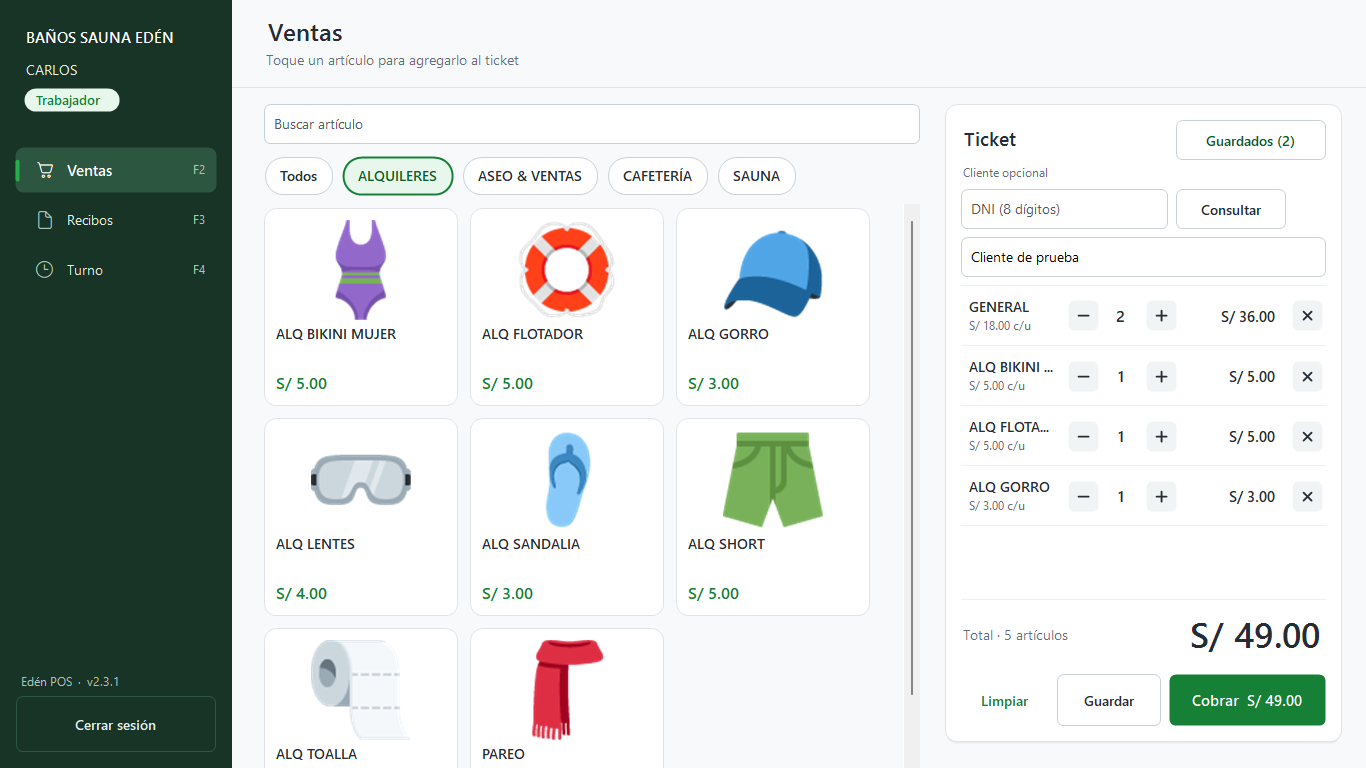 BAÑOS SAUNA EDÉN
CARLOS
Trabajador
Ventas F2
Recibos F3
Turno F4
Edén POS · v2.3.1
Cerrar sesión
Ventas
Toque un artículo para agregarlo al ticket
Buscar artículo
Todos
ALQUILERES
ASEO & VENTAS
CAFETERÍA
SAUNA
ALQ BIKINI MUJER
S/ 5.00
ALQ FLOTADOR
S/ 5.00
ALQ GORRO
S/ 3.00
ALQ LENTES
S/ 4.00
ALQ SANDALIA
S/ 3.00
ALQ SHORT
S/ 5.00
ALQ TOALLA
PAREO
Ticket
Guardados (2)
Cliente opcional
DNI (8 dígitos)
Consultar
Cliente de prueba
GENERAL
S/ 18.00 c/u
− 2 + S/ 36.00 ×
ALQ BIKINI ...
S/ 5.00 c/u
− 1 + S/ 5.00 ×
ALQ FLOTA...
S/ 5.00 c/u
− 1 + S/ 5.00 ×
ALQ GORRO
S/ 3.00 c/u
− 1 + S/ 3.00 ×
Total · 5 artículos
S/ 49.00
Limpiar
Guardar
Cobrar S/ 49.00